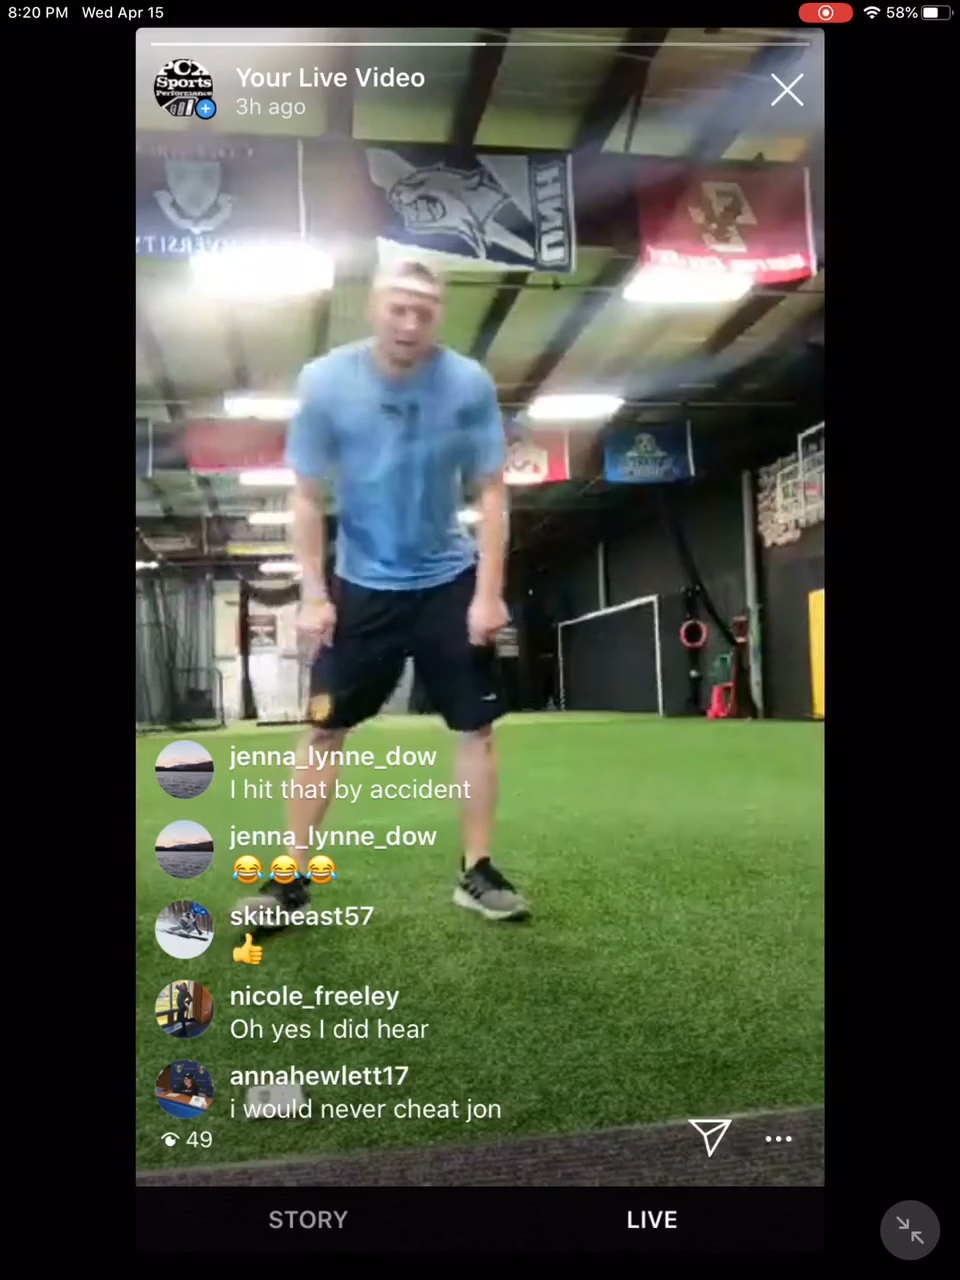 8:20 PM Wed Apr 15
58%
PCX
Sports
Performance
Your Live Video
3h ago
UNH
jenna_lynne_dow
I hit that by accident
jenna_lynne_dow
😂😂😂
skitheast57
👍
nicole_freeley
Oh yes I did hear
annahewlett17
i would never cheat jon
49
STORY
LIVE